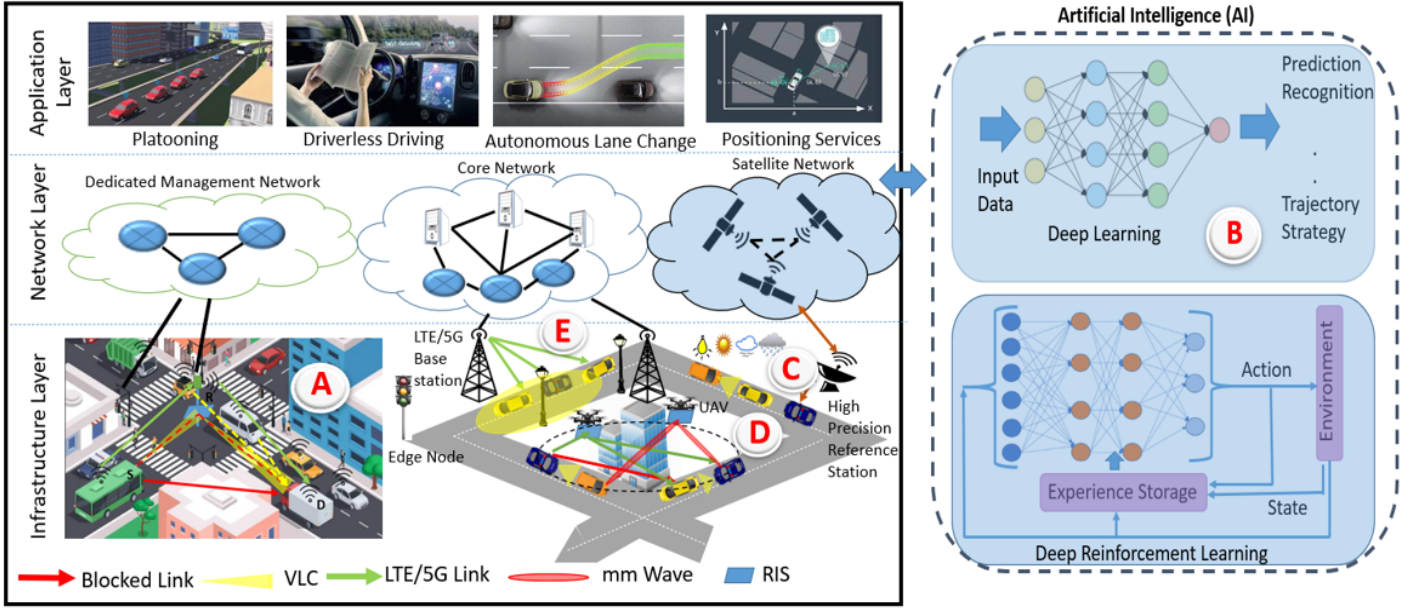 Artificial Intelligence (AI)
Application
Layer
Platooning
Driverless Driving
Autonomous Lane Change
Positioning Services
Y
X
Network Layer
Dedicated Management Network
Core Network
Satellite Network
Infrastructure Layer
A
R
S
D
LTE/5G
Base
station
E
Edge Node
UAV
C
D
High
Precision
Reference
Station
Blocked Link
VLC
LTE/5G Link
mm Wave
RIS
Input
Data
Deep Learning
Prediction
Recognition
.
.
Trajectory
Strategy
B
Action
Environment
Experience Storage
State
Deep Reinforcement Learning